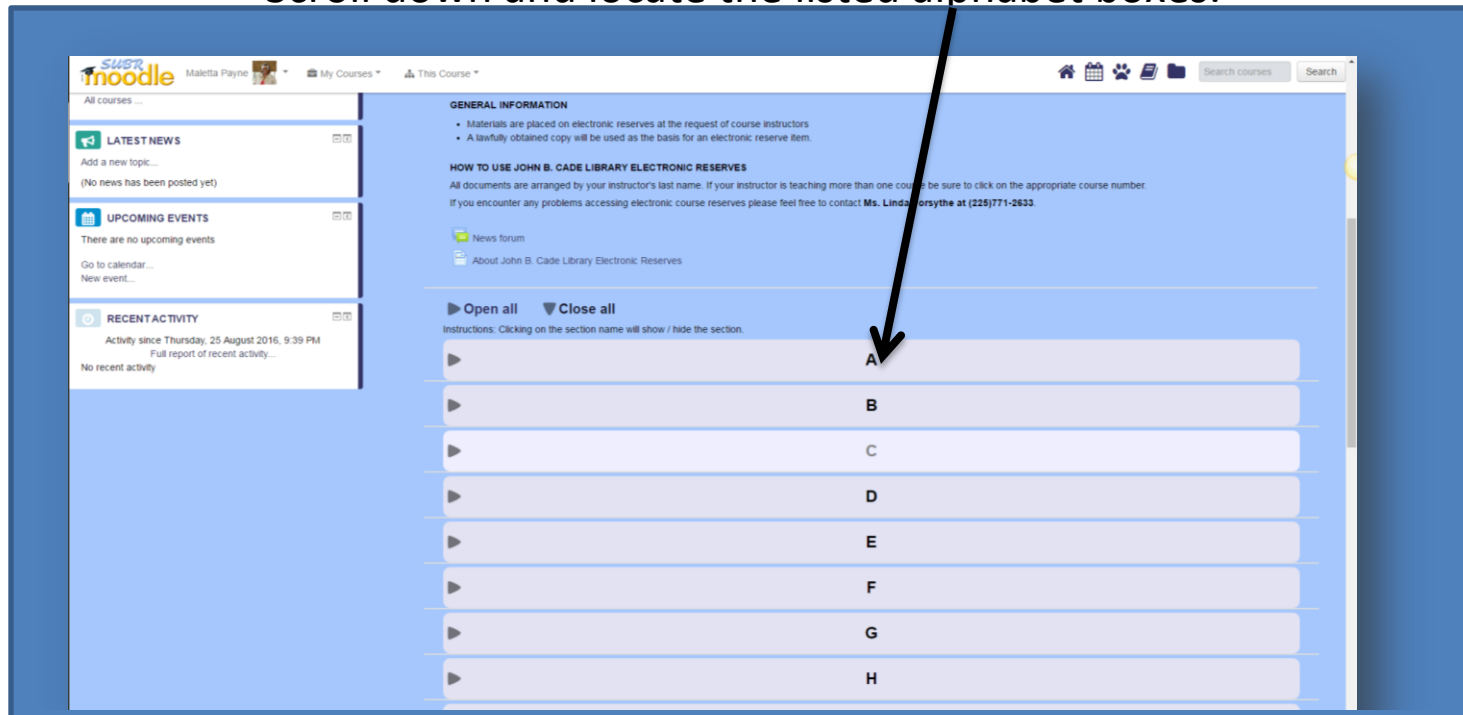 Scroll down and locate the listed alphabet boxes.
SUBR
moodle Maletta Payne My Courses This Course Search courses Search
All courses ...
LATEST NEWS
Add a new topic...
(No news has been posted yet)
UPCOMING EVENTS
There are no upcoming events
Go to calendar...
New event...
RECENT ACTIVITY
Activity since Thursday, 25 August 2016, 9:39 PM
Full report of recent activity...
No recent activity
GENERAL INFORMATION
• Materials are placed on electronic reserves at the request of course instructors
• A lawfully obtained copy will be used as the basis for an electronic reserve item.
HOW TO USE JOHN B. CADE LIBRARY ELECTRONIC RESERVES
All documents are arranged by your instructor's last name. If your instructor is teaching more than one course be sure to click on the appropriate course number.
If you encounter any problems accessing electronic course reserves please feel free to contact Ms. Linda Forsythe at (225)771-2633.
News forum
About John B. Cade Library Electronic Reserves
Open all Close all
Instructions: Clicking on the section name will show / hide the section.
A
B
C
D
E
F
G
H